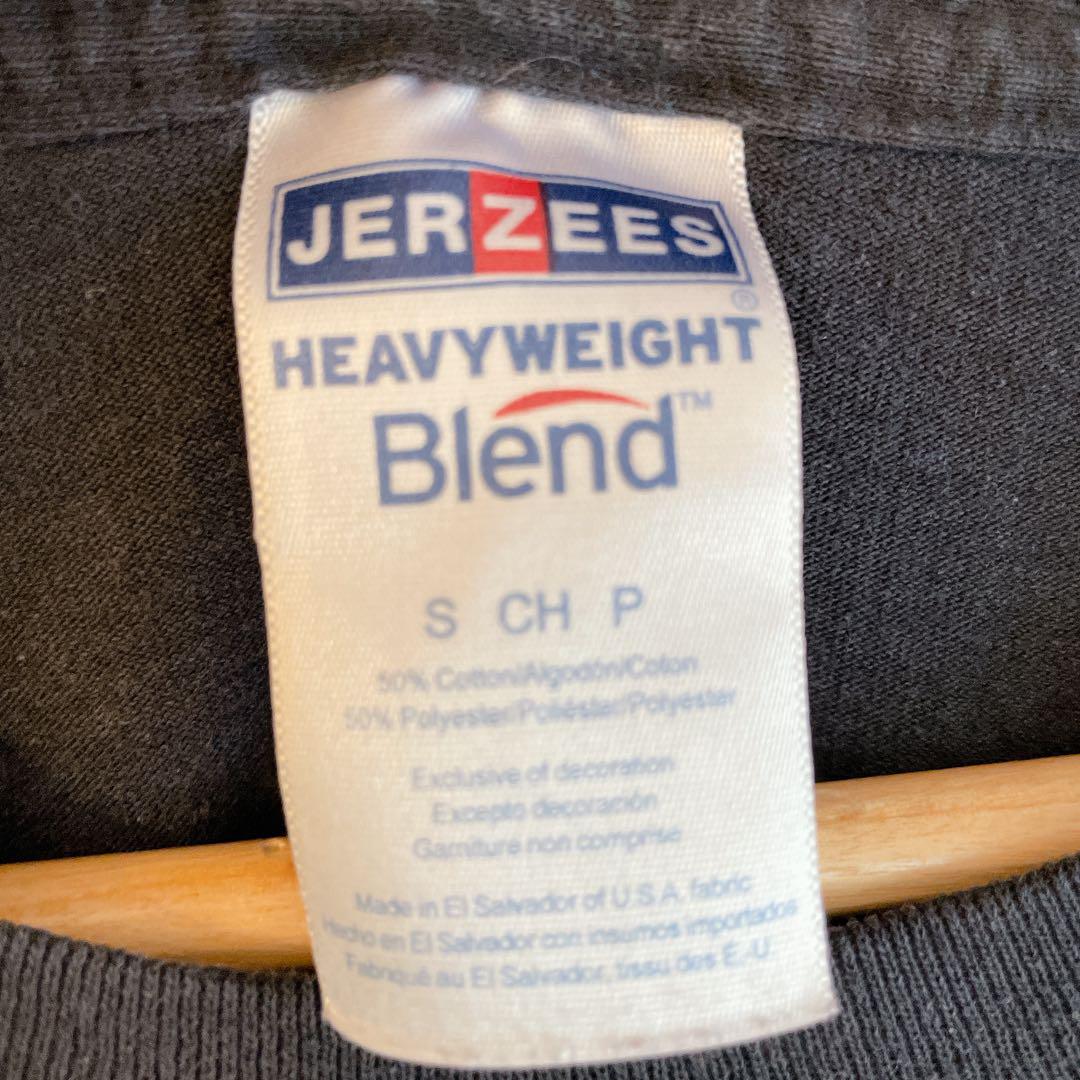 JERZEES
®
HEAVYWEIGHT
Blend™
S CH P
50% Cotton/Algodón/Coton
50% Polyester/Poliéster/Polyester
Exclusive of decoration
Excepto decoración
Garniture non comprise
Made in El Salvador of U.S.A. fabric
Hecho en El Salvador con insumos importados
Fabriqué au El Salvador, tissu des É.-U.